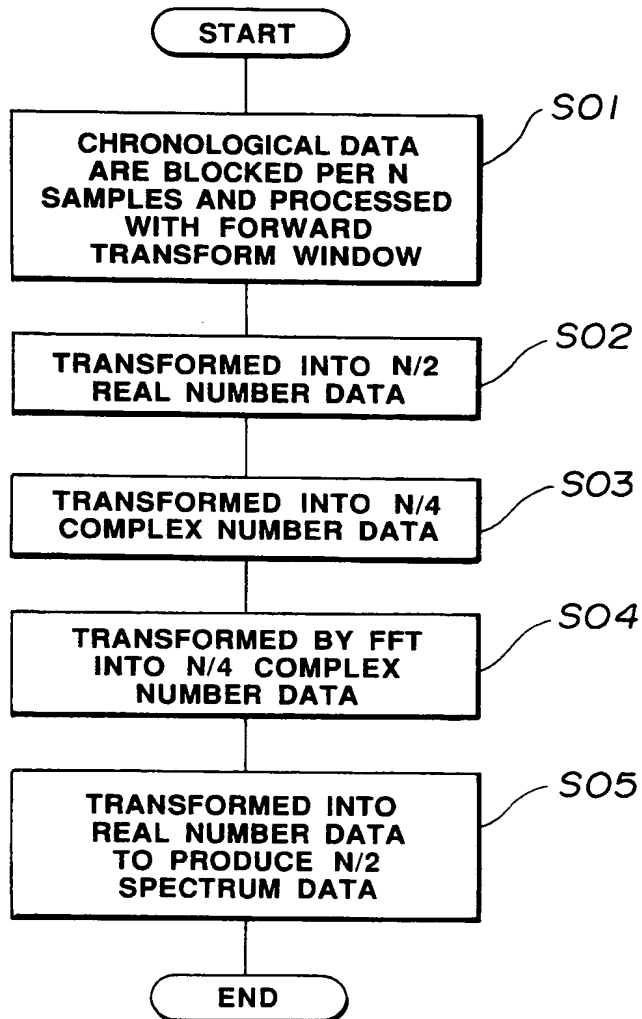 START
S01
CHRONOLOGICAL DATA
ARE BLOCKED PER N
SAMPLES AND PROCESSED
WITH FORWARD
TRANSFORM WINDOW
S02
TRANSFORMED INTO N/2
REAL NUMBER DATA
S03
TRANSFORMED INTO N/4
COMPLEX NUMBER DATA
S04
TRANSFORMED BY FFT
INTO N/4 COMPLEX
NUMBER DATA
S05
TRANSFORMED INTO
REAL NUMBER DATA
TO PRODUCE N/2
SPECTRUM DATA
END